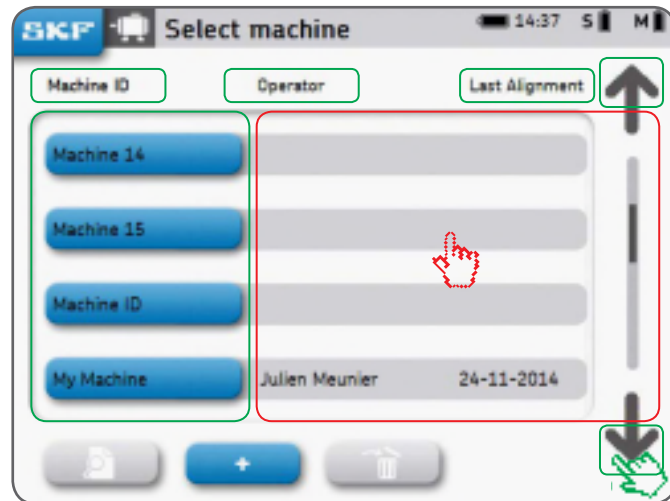 SKF Select machine 14:37 S M
Machine ID Operator Last Alignment
Machine 14
Machine 15
Machine ID
My Machine Julien Meunier 24-11-2014
+